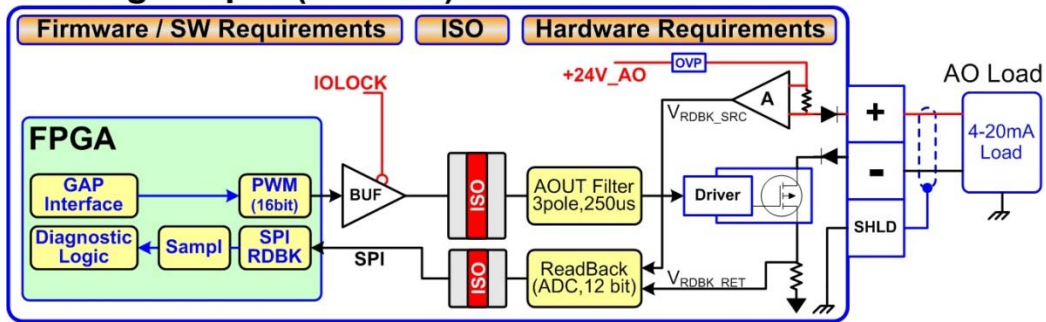 Firmware / SW Requirements
ISO
Hardware Requirements
OVP
+24V_AO
AO Load
IOLOCK
A
VRDBK_SRC
+
4-20mA
Load
FPGA
GAP
Interface
PWM
(16bit)
BUF
ISO
AOUT Filter
3pole,250us
Driver
-
Diagnostic
Logic
Sampl
SPI
RDBK
SPI
ISO
ReadBack
(ADC,12 bit)
VRDBK_RET
SHLD